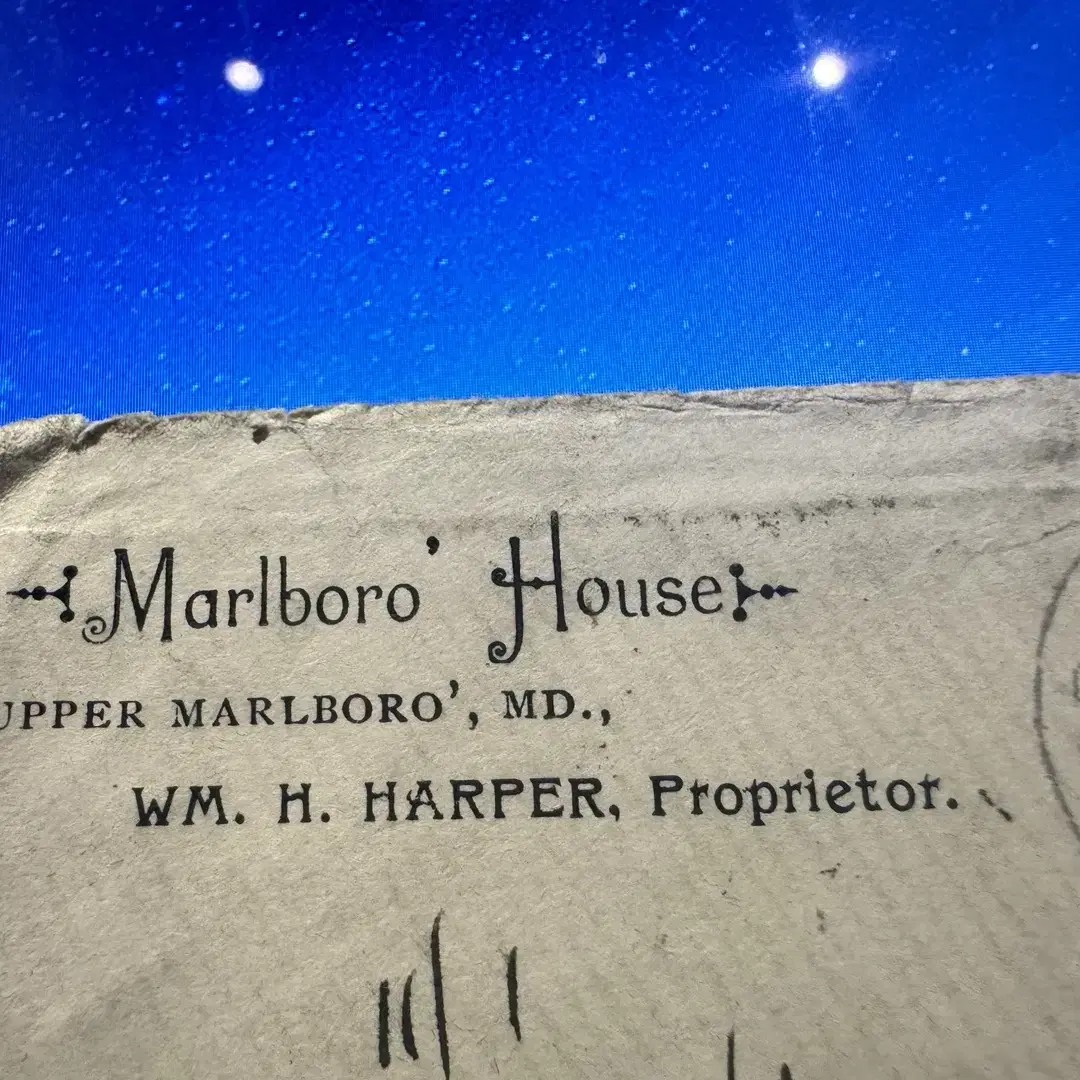 Marlboro' House
UPPER MARLBORO', MD.,
WM. H. HARPER, Proprietor.